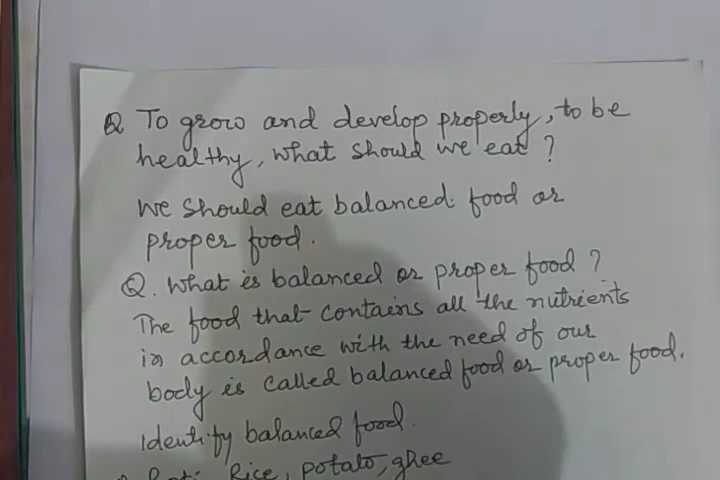 Q To grow and develop properly, to be
healthy, what should we eat ?
We should eat balanced food or
proper food.
Q. What is balanced or proper food ?
The food that contains all the nutrients
in accordance with the need of our
body is called balanced food or proper food.
Identify balanced food.
Rice, potato, ghee